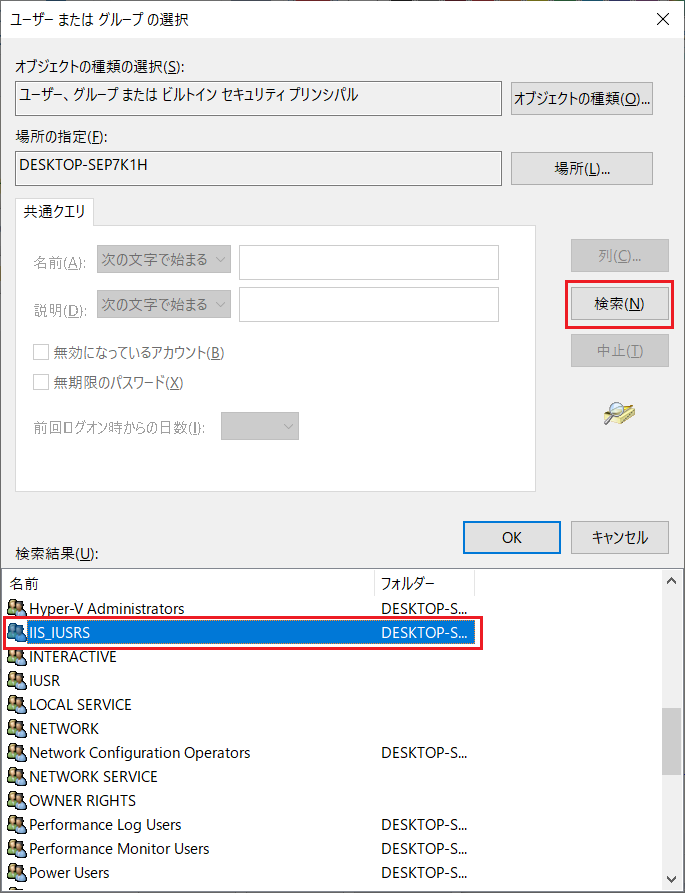 ユーザー または グループ の選択
オブジェクトの種類の選択(S):
ユーザー、グループ または ビルトイン セキュリティ プリンシパル
オブジェクトの種類(O)...
場所の指定(F):
DESKTOP-SEP7K1H
場所(L)...
共通クエリ
名前(A): 次の文字で始まる
列(C)...
説明(D): 次の文字で始まる
検索(N)
無効になっているアカウント(B)
中止(T)
無期限のパスワード(X)
前回ログオン時からの日数(I):
OK
キャンセル
検索結果(U):
名前 フォルダー
Hyper-V Administrators DESKTOP-S...
IIS_IUSRS DESKTOP-S...
INTERACTIVE
IUSR
LOCAL SERVICE
NETWORK
Network Configuration Operators DESKTOP-S...
NETWORK SERVICE
OWNER RIGHTS
Performance Log Users DESKTOP-S...
Performance Monitor Users DESKTOP-S...
Power Users DESKTOP-S...